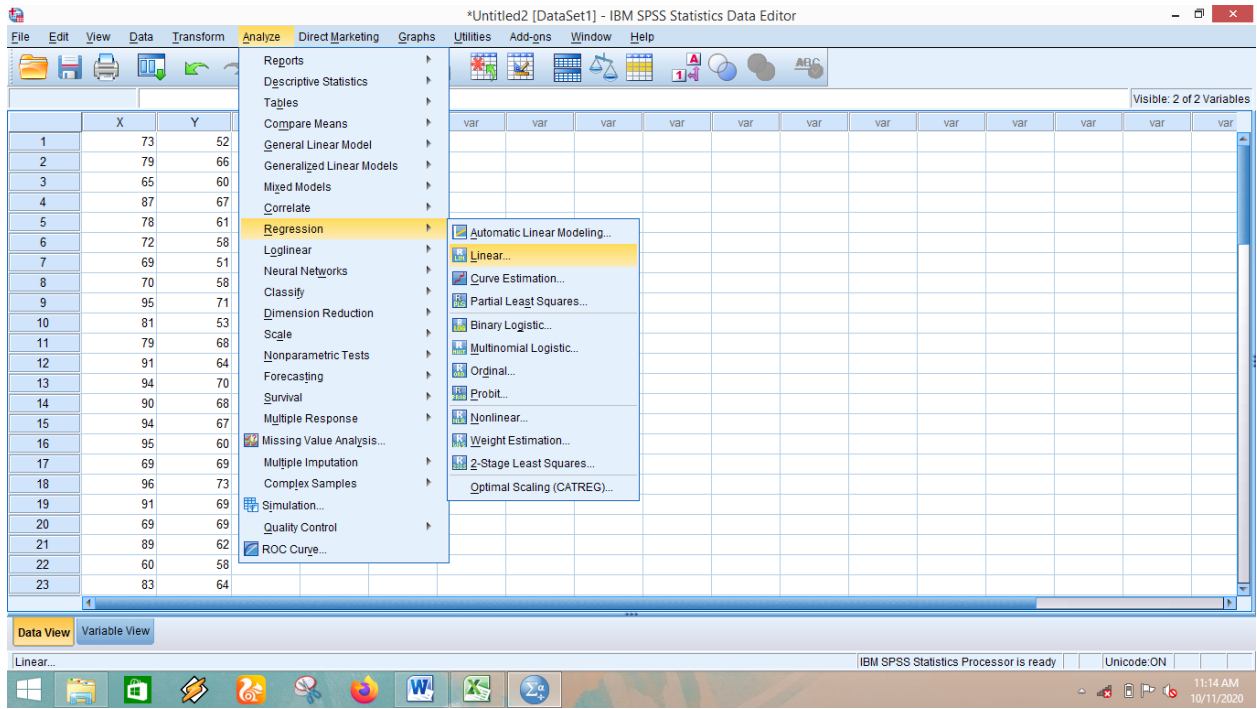 *Untitled2 [DataSet1] - IBM SPSS Statistics Data Editor
File Edit View Data Transform Analyze Direct Marketing Graphs Utilities Add-ons Window Help
Visible: 2 of 2 Variables
X Y var var var var var var var var var var var var
1 73 52
2 79 66
3 65 60
4 87 67
5 78 61
6 72 58
7 69 51
8 70 58
9 95 71
10 81 53
11 79 68
12 91 64
13 94 70
14 90 68
15 94 67
16 95 60
17 69 69
18 96 73
19 91 69
20 69 69
21 89 62
22 60 58
23 83 64
Reports
Descriptive Statistics
Tables
Compare Means
General Linear Model
Generalized Linear Models
Mixed Models
Correlate
Regression
Loglinear
Neural Networks
Classify
Dimension Reduction
Scale
Nonparametric Tests
Forecasting
Survival
Multiple Response
Missing Value Analysis...
Multiple Imputation
Complex Samples
Simulation...
Quality Control
ROC Curve...
Automatic Linear Modeling...
Linear...
Curve Estimation...
Partial Least Squares...
Binary Logistic...
Multinomial Logistic...
Ordinal...
Probit...
Nonlinear...
Weight Estimation...
2-Stage Least Squares...
Optimal Scaling (CATREG)...
Data View Variable View
Linear... IBM SPSS Statistics Processor is ready Unicode:ON
11:14 AM
10/11/2020